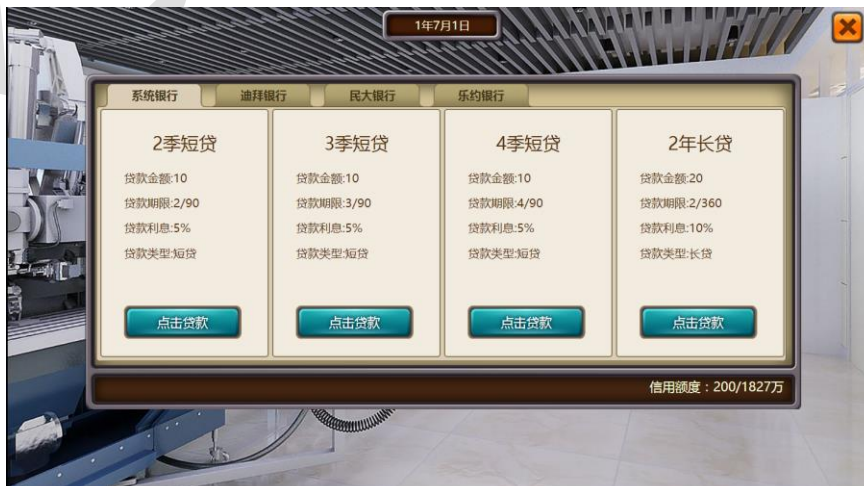 1年7月1日
系统银行 迪拜银行 民大银行 乐约银行
2季短贷
贷款金额:10
贷款期限:2/90
贷款利息:5%
贷款类型:短贷
点击贷款
3季短贷
贷款金额:10
贷款期限:3/90
贷款利息:5%
贷款类型:短贷
点击贷款
4季短贷
贷款金额:10
贷款期限:4/90
贷款利息:5%
贷款类型:短贷
点击贷款
2年长贷
贷款金额:20
贷款期限:2/360
贷款利息:10%
贷款类型:长贷
点击贷款
信用额度：200/1827万